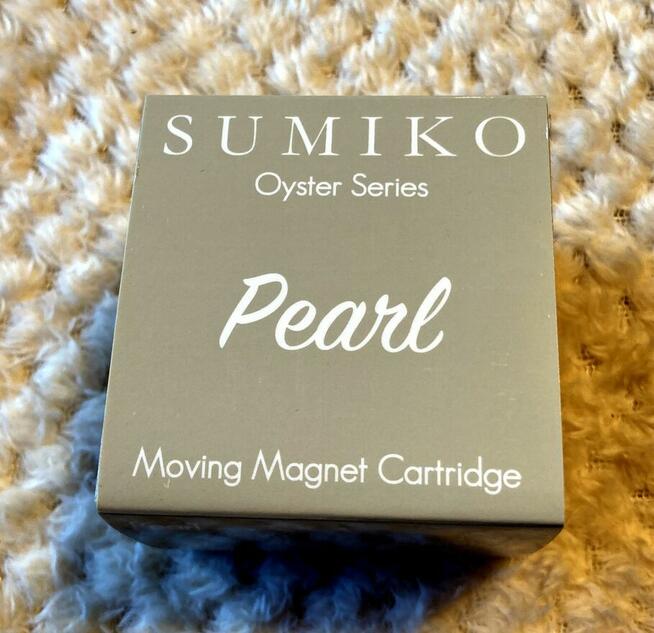 SUMIKO
Oyster Series
Pearl
Moving Magnet Cartridge